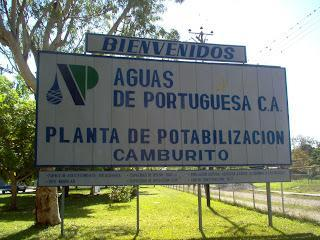 BIENVENIDOS
AGUAS
DE PORTUGUESA C.A.
PLANTA DE POTABILIZACION
CAMBURITO